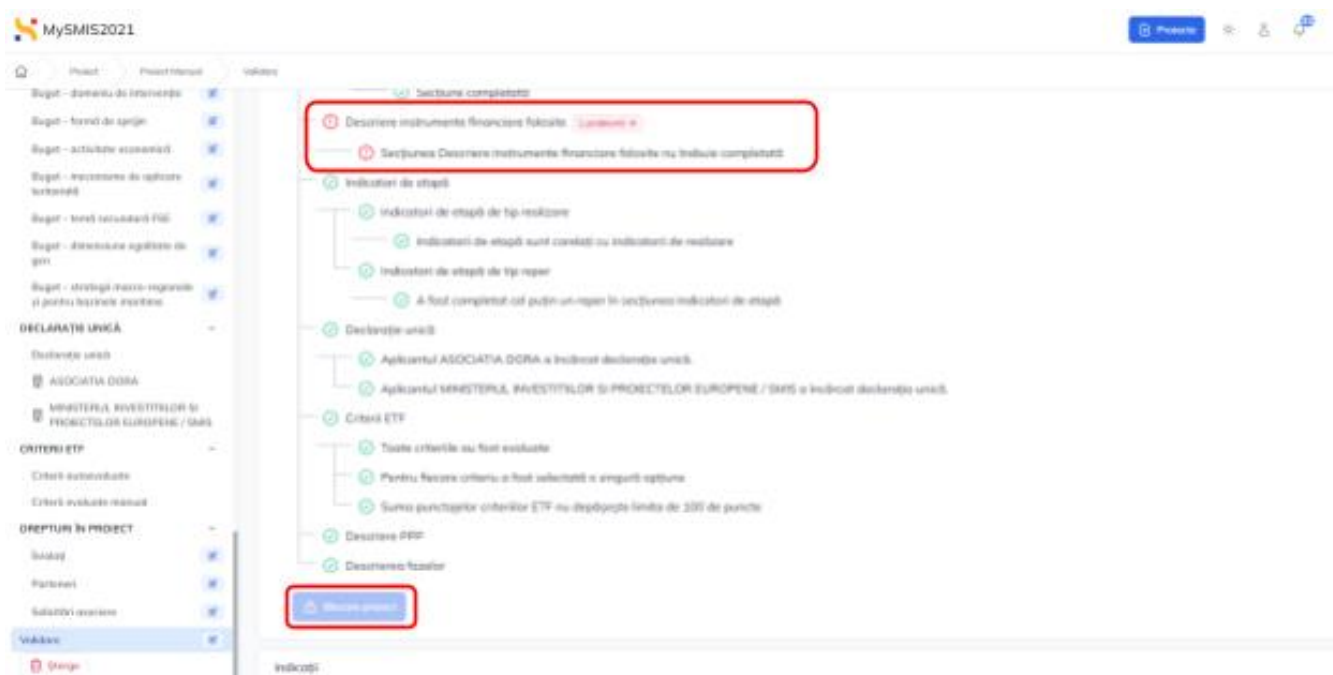 MySMIS2021
Proiecte
Proiect
Validare
Buget - domeniu de intervenție
Buget - formă de sprijin
Buget - activitate economică
Buget - mecanisme de aplicare
teritorială
Buget - temă secundară FSE
Buget - dimensiune egalitate de
gen
Buget - strategii macro-regionale
și pentru bazinele maritime
DECLARAȚIE UNICĂ
Declarație unică
ASOCIATIA DORA
MINISTERUL INVESTITIILOR SI
PROIECTELOR EUROPENE / SMIS
CRITERII ETF
Criterii autoevaluate
Criterii evaluate manual
DREPTURI ÎN PROIECT
Invitați
Parteneri
Solicitări asociere
Validare
Șterge
Secțiune completată
Descriere instrumente financiare folosite
Secțiunea Descriere instrumente financiare folosite nu trebuie completată
Indicatori de etapă
Indicatori de etapă de tip realizare
Indicatorii de etapă sunt corelați cu indicatorii de realizare
Indicatori de etapă de tip reper
A fost completat cel puțin un reper în secțiunea indicatori de etapă
Declarație unică
Aplicantul ASOCIATIA DORA a încărcat declarația unică.
Aplicantul MINISTERUL INVESTITIILOR SI PROIECTELOR EUROPENE / SMIS a încărcat declarația unică.
Criterii ETF
Toate criteriile au fost evaluate
Pentru fiecare criteriu a fost selectată o singură opțiune
Suma punctajelor criteriilor ETF nu depășește limita de 100 de puncte
Descriere PPP
Descrierea fazelor
Blocare proiect
Indicații